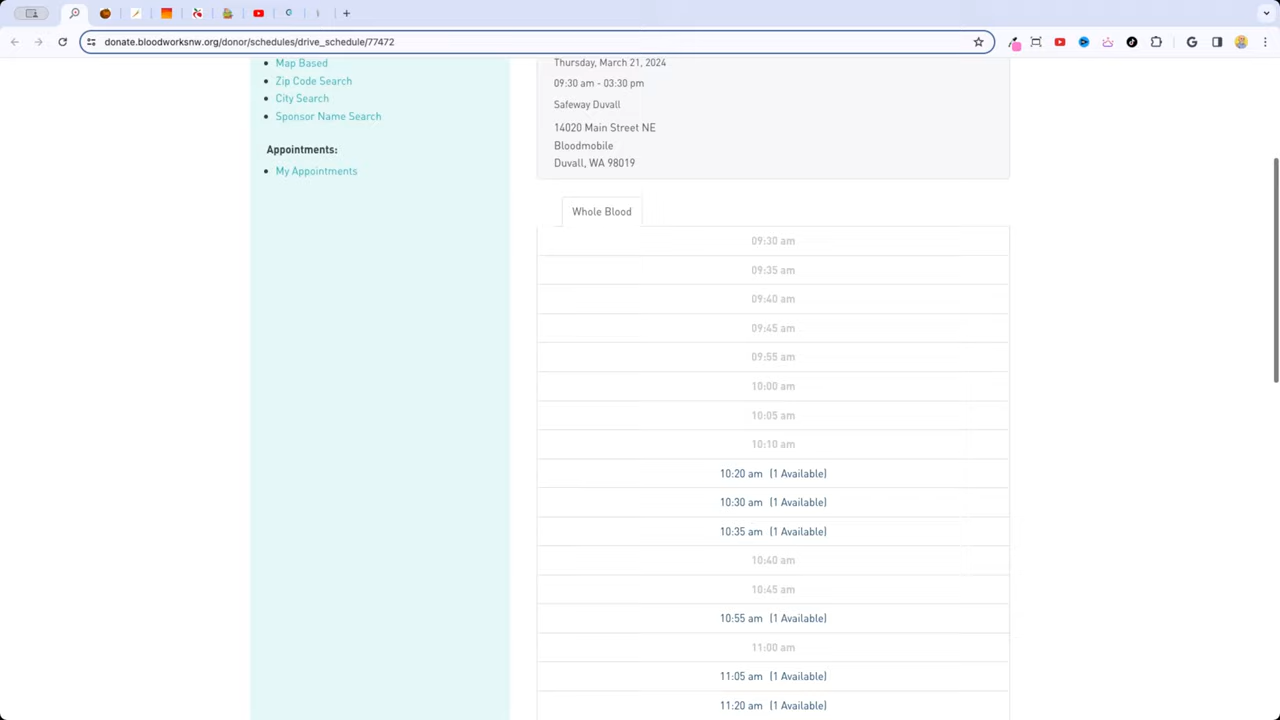 donate.bloodworksnw.org/donor/schedules/drive_schedule/77472
Map Based
Zip Code Search
City Search
Sponsor Name Search
Appointments:
My Appointments
Thursday, March 21, 2024
09:30 am - 03:30 pm
Safeway Duvall
14020 Main Street NE
Bloodmobile
Duvall, WA 98019
Whole Blood
09:30 am
09:35 am
09:40 am
09:45 am
09:55 am
10:00 am
10:05 am
10:10 am
10:20 am (1 Available)
10:30 am (1 Available)
10:35 am (1 Available)
10:40 am
10:45 am
10:55 am (1 Available)
11:00 am
11:05 am (1 Available)
11:20 am (1 Available)